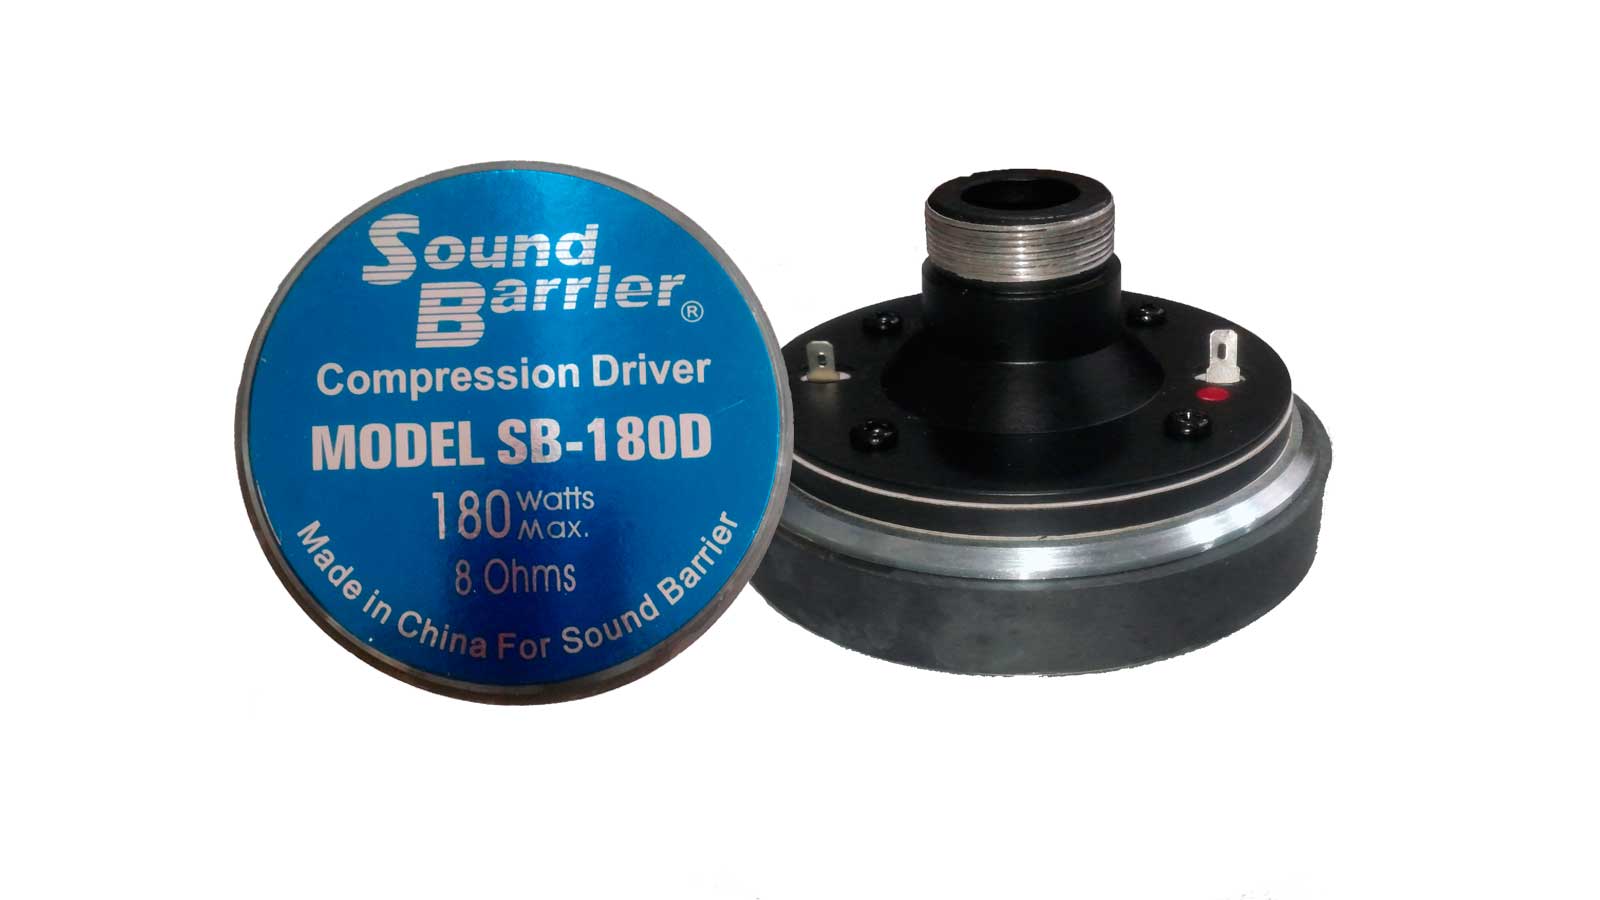 Sound
Barrier®
Compression Driver
MODEL SB-180D
180 Watts
Max.
8 Ohms
Made in China For Sound Barrier